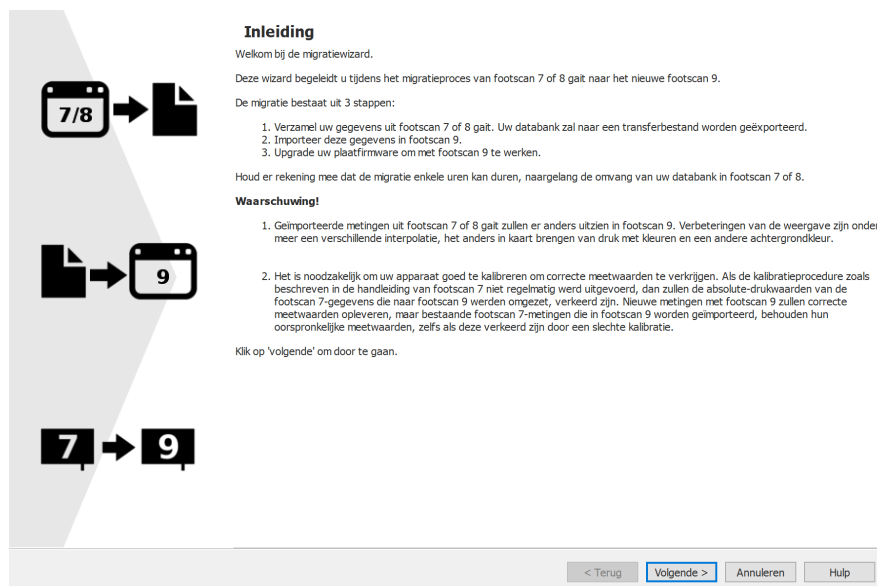 Inleiding
Welkom bij de migratiewizard.
Deze wizard begeleidt u tijdens het migratieproces van footscan 7 of 8 gait naar het nieuwe footscan 9.
7/8
De migratie bestaat uit 3 stappen:
1. Verzamel uw gegevens uit footscan 7 of 8 gait. Uw databank zal naar een transferbestand worden geëxporteerd.
2. Importeer deze gegevens in footscan 9.
3. Upgrade uw plaatfirmware om met footscan 9 te werken.
Houd er rekening mee dat de migratie enkele uren kan duren, naargelang de omvang van uw databank in footscan 7 of 8.
Waarschuwing!
1. Geïmporteerde metingen uit footscan 7 of 8 gait zullen er anders uitzien in footscan 9. Verbeteringen van de weergave zijn onder
meer een verschillende interpolatie, het anders in kaart brengen van druk met kleuren en een andere achtergrondkleur.
9
2. Het is noodzakelijk om uw apparaat goed te kalibreren om correcte meetwaarden te verkrijgen. Als de kalibratieprocedure zoals
beschreven in de handleiding van footscan 7 niet regelmatig werd uitgevoerd, dan zullen de absolute-drukwaarden van de
footscan 7-gegevens die naar footscan 9 werden omgezet, verkeerd zijn. Nieuwe metingen met footscan 9 zullen correcte
meetwaarden opleveren, maar bestaande footscan 7-metingen die in footscan 9 worden geïmporteerd, behouden hun
oorspronkelijke meetwaarden, zelfs als deze verkeerd zijn door een slechte kalibratie.
Klik op 'volgende' om door te gaan.
7 9
< Terug Volgende > Annuleren Hulp